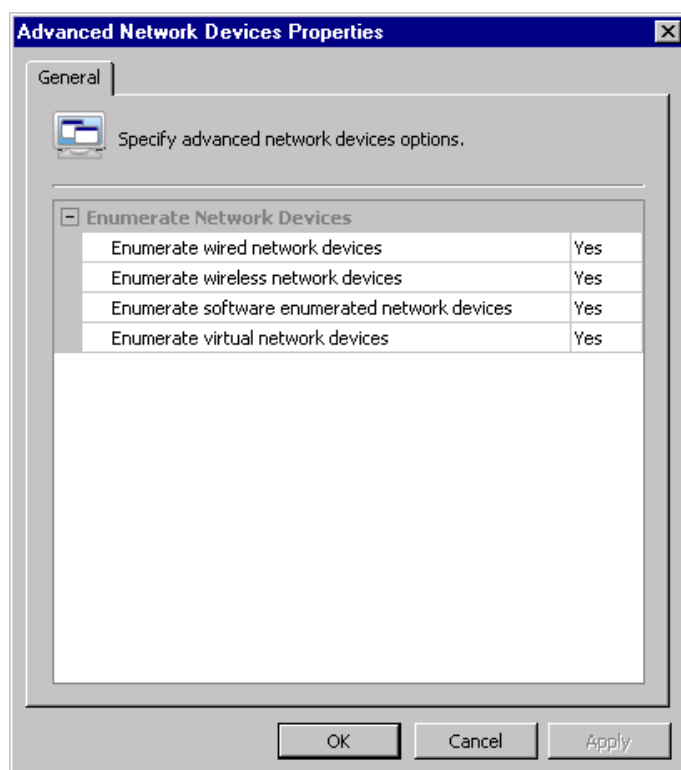 Advanced Network Devices Properties
General
Specify advanced network devices options.
Enumerate Network Devices
Enumerate wired network devices Yes
Enumerate wireless network devices Yes
Enumerate software enumerated network devices Yes
Enumerate virtual network devices Yes
OK Cancel Apply